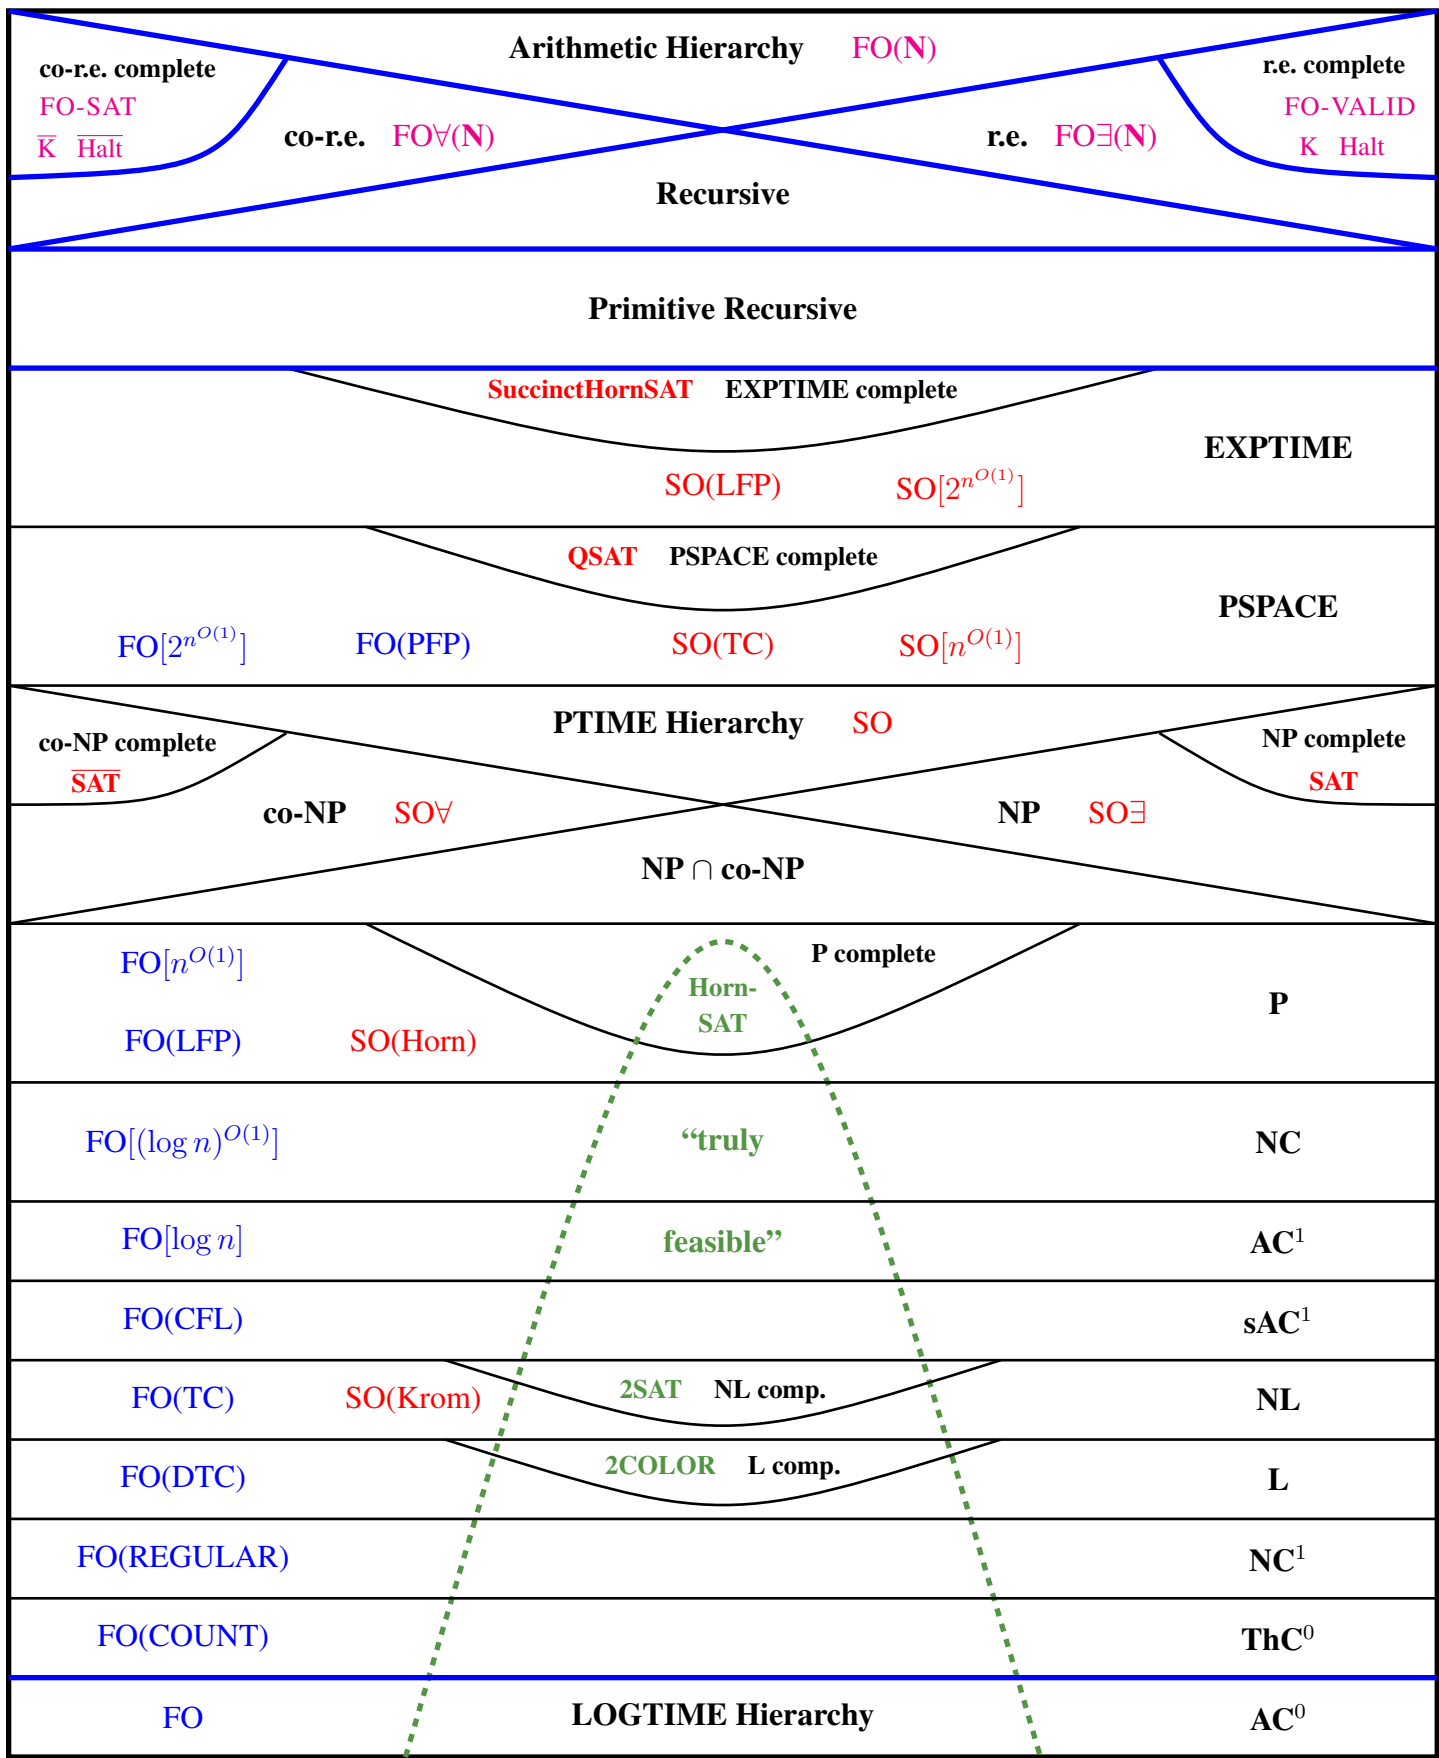 Arithmetic Hierarchy FO(N)
co-r.e. complete
r.e. complete
FO-SAT
FO-VALID
co-r.e. FO∀(N)
r.e. FO∃(N)
K̅ H̅a̅l̅t̅
K Halt
Recursive
Primitive Recursive
SuccinctHornSAT EXPTIME complete
EXPTIME
SO(LFP) SO[2^{n^{O(1)}}]
QSAT PSPACE complete
PSPACE
FO[2^{n^{O(1)}}] FO(PFP) SO(TC) SO[n^{O(1)}]
PTIME Hierarchy SO
co-NP complete
NP complete
S̅A̅T̅
SAT
co-NP SO∀
NP SO∃
NP ∩ co-NP
FO[n^{O(1)}]
P complete
Horn-
SAT
P
FO(LFP) SO(Horn)
FO[(log n)^{O(1)}] “truly NC
FO[log n] feasible” AC¹
FO(CFL) sAC¹
FO(TC) SO(Krom) 2SAT NL comp. NL
FO(DTC) 2COLOR L comp. L
FO(REGULAR) NC¹
FO(COUNT) ThC⁰
FO LOGTIME Hierarchy AC⁰